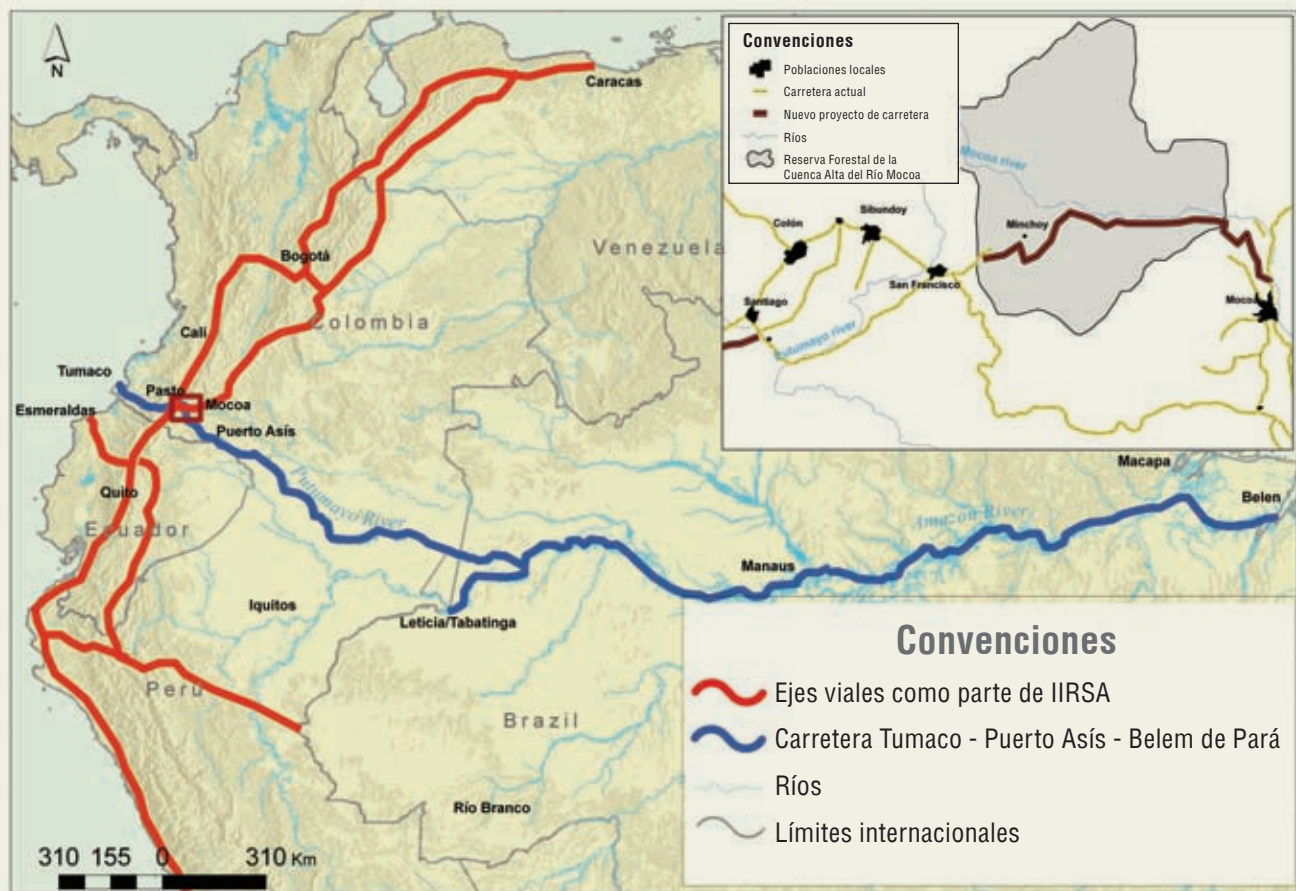 N
Caracas
Bogotá
Venezuela
Colombia
Cali
Tumaco
Pasto
Mocoa
Esmeraldas
Puerto Asís
Quito
Ecuador
Putumayo River
Iquitos
Leticia/Tabatinga
Peru
Brazil
Río Branco
Manaus
Amazon River
Macapa
Belen
310 155 0 310 Km
Convenciones
Poblaciones locales
Carretera actual
Nuevo proyecto de carretera
Ríos
Reserva Forestal de la
Cuenca Alta del Río Mocoa
Mocoa river
Colón
Sibundoy
Minchoy
San Francisco
Santiago
Putumayo river
Mocoa
Convenciones
Ejes viales como parte de IIRSA
Carretera Tumaco - Puerto Asís - Belem de Pará
Ríos
Límites internacionales